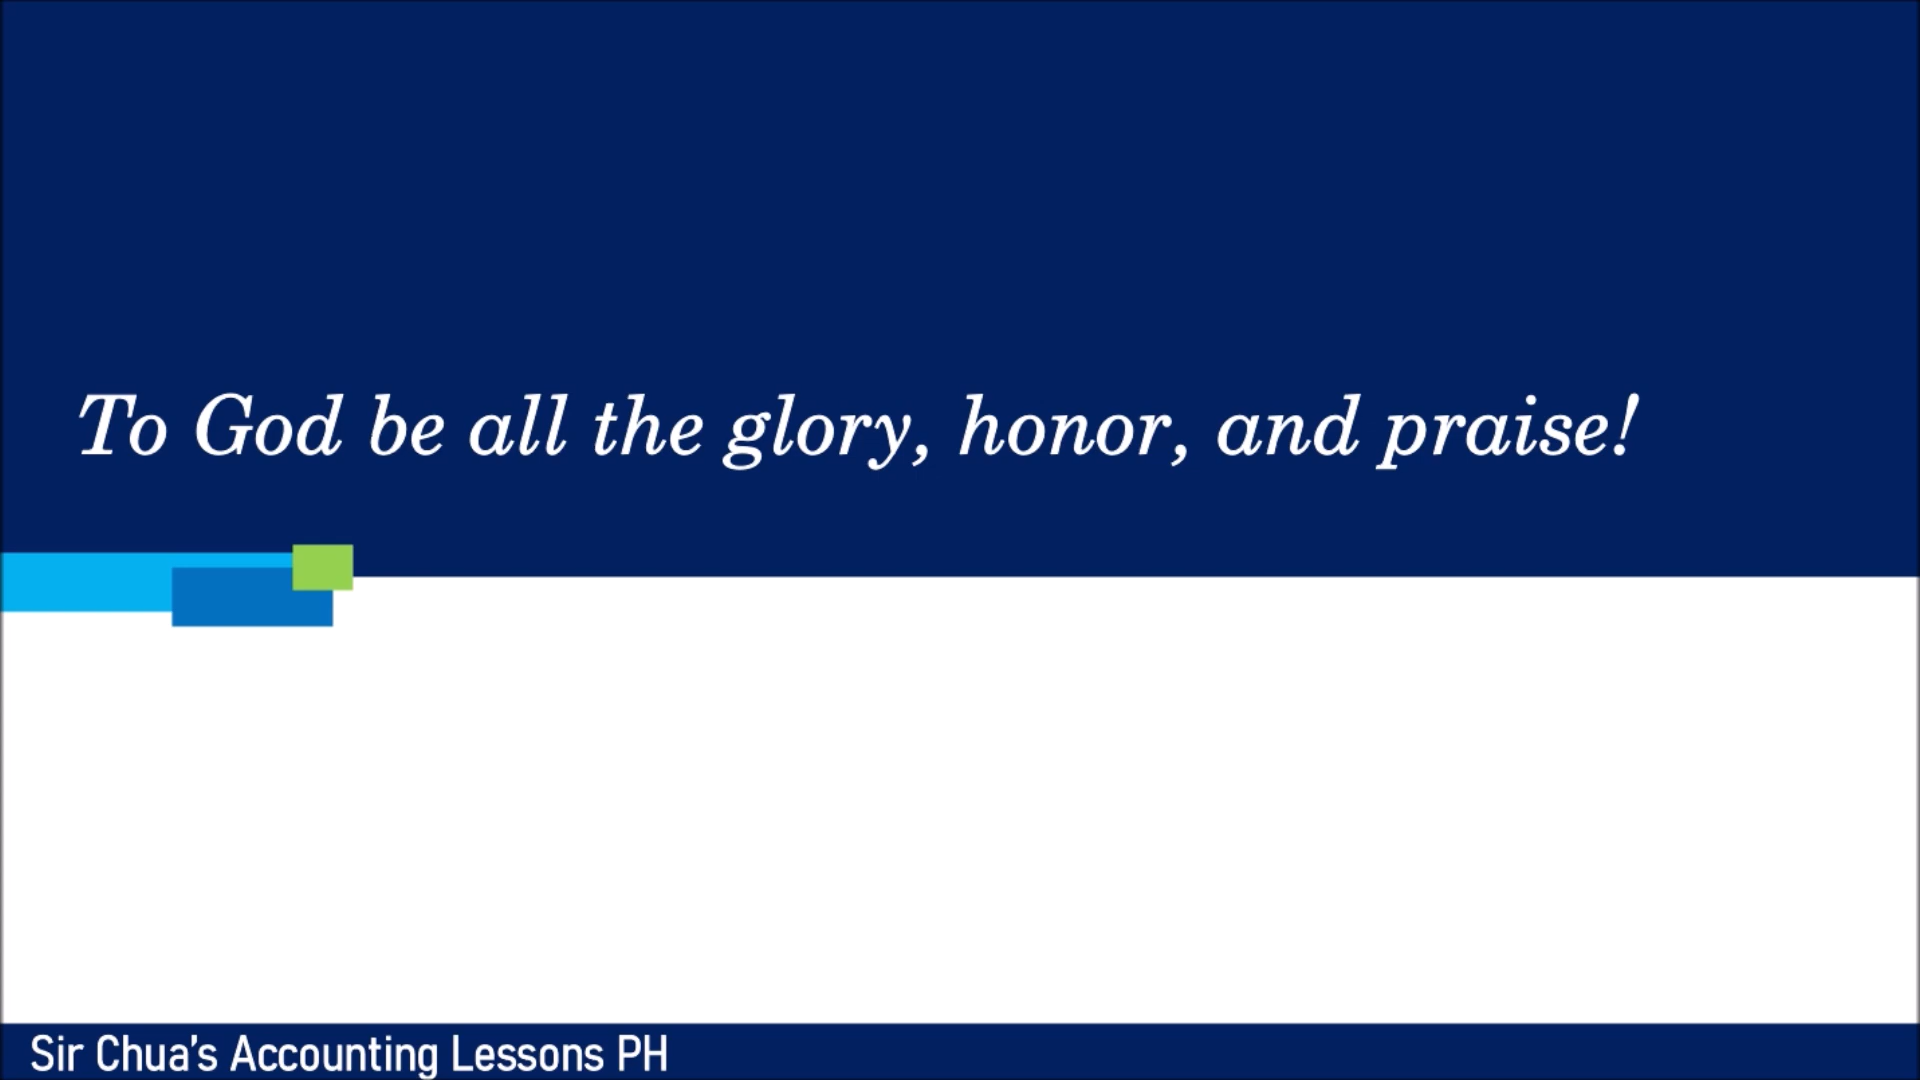 To God be all the glory, honor, and praise!
Sir Chua's Accounting Lessons PH